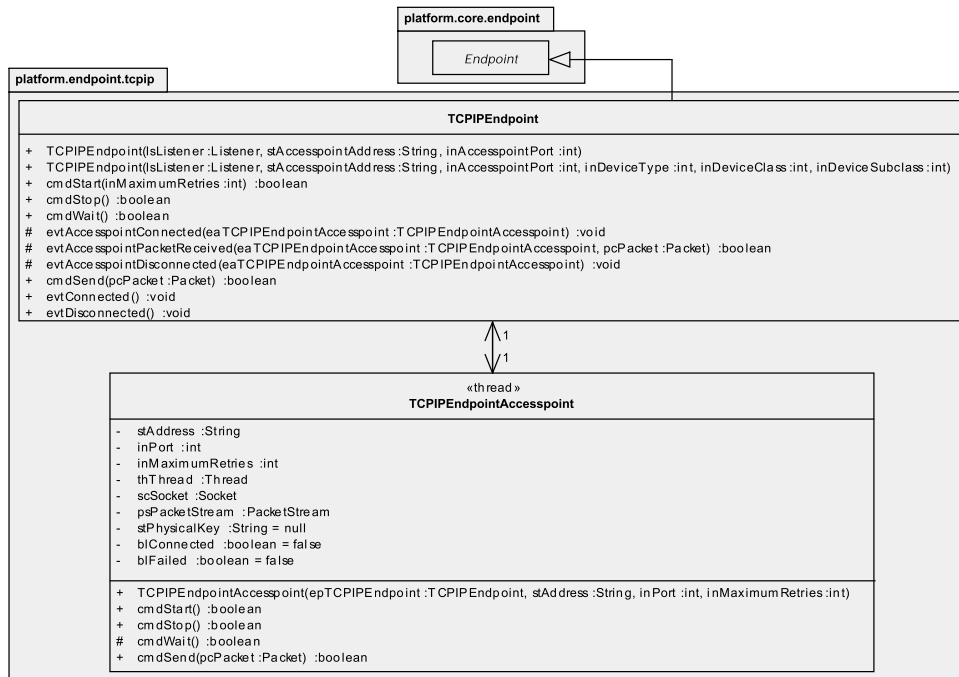 platform.core.endpoint
Endpoint
platform.endpoint.tcpip
TCPIPEndpoint
+ TCPIPEndpoint(lsListener :Listener, stAccesspointAddress :String, inAccesspointPort :int)
+ TCPIPEndpoint(lsListener :Listener, stAccesspointAddress :String, inAccesspointPort :int, inDeviceType :int, inDeviceClass :int, inDeviceSubclass :int)
+ cmdStart(inMaximumRetries :int) :boolean
+ cmdStop() :boolean
+ cmdWait() :boolean
# evtAccesspointConnected(eaTCPIPEndpointAccesspoint :TCPIPEndpointAccesspoint) :void
# evtAccesspointPacketReceived(eaTCPIPEndpointAccesspoint :TCPIPEndpointAccesspoint, pcPacket :Packet) :boolean
# evtAccesspointDisconnected(eaTCPIPEndpointAccesspoint :TCPIPEndpointAccesspoint) :void
+ cmdSend(pcPacket :Packet) :boolean
+ evtConnected() :void
+ evtDisconnected() :void
1
1
«thread»
TCPIPEndpointAccesspoint
- stAddress :String
- inPort :int
- inMaximumRetries :int
- thThread :Thread
- scSocket :Socket
- psPacketStream :PacketStream
- stPhysicalKey :String = null
- blConnected :boolean = false
- blFailed :boolean = false
+ TCPIPEndpointAccesspoint(epTCPIPEndpoint :TCPIPEndpoint, stAddress :String, inPort :int, inMaximumRetries :int)
+ cmdStart() :boolean
+ cmdStop() :boolean
# cmdWait() :boolean
+ cmdSend(pcPacket :Packet) :boolean